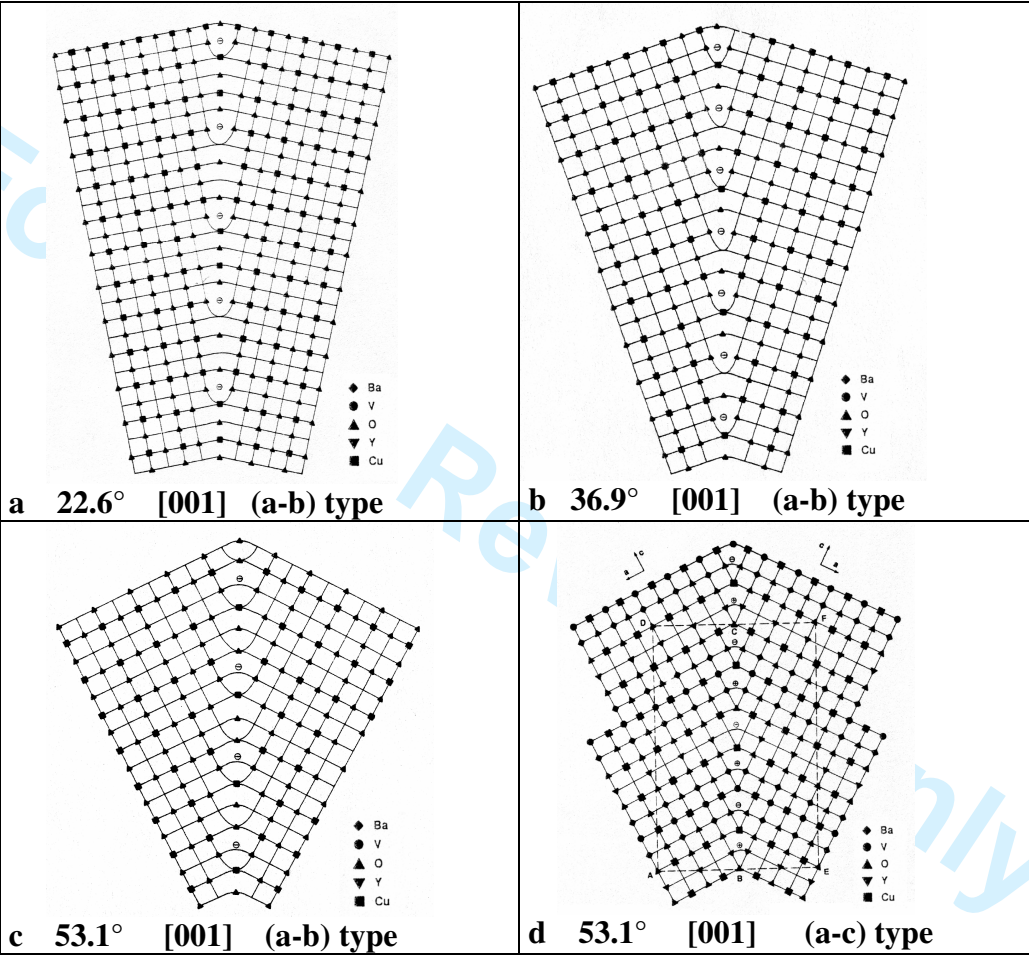 Ba
V
O
Y
Cu
a 22.6° [001] (a-b) type
Ba
V
O
Y
Cu
b 36.9° [001] (a-b) type
Ba
V
O
Y
Cu
c 53.1° [001] (a-b) type
c
a
c
a
D
F
C
A
B
E
Ba
V
O
Y
Cu
d 53.1° [001] (a-c) type